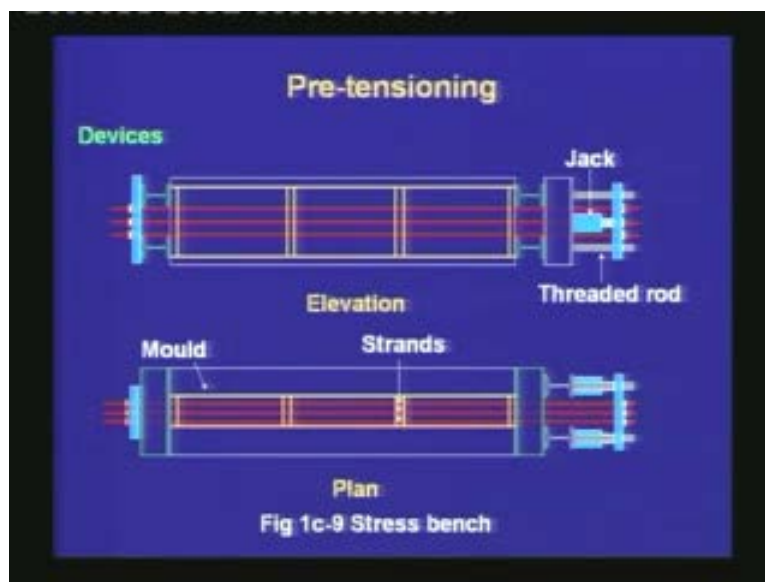 Pre-tensioning
Devices
Jack
Threaded rod
Elevation
Mould
Strands
Plan
Fig 1c-9 Stress bench